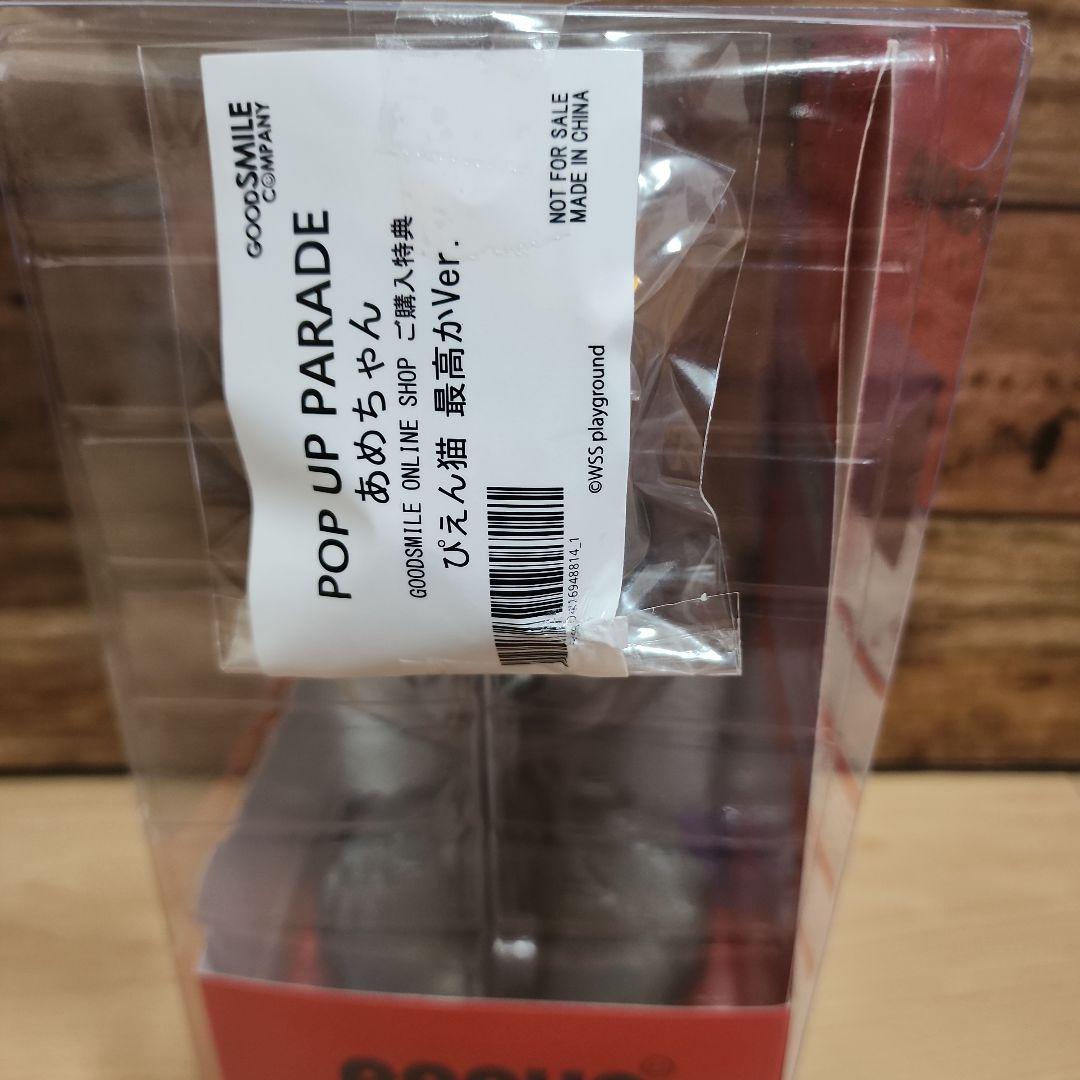 GOODSMILE
COMPANY
POP UP PARADE
あめちゃん
GOODSMILE ONLINE SHOP ご購入特典
ぴえん猫 最高かVer.
NOT FOR SALE
MADE IN CHINA
©WSS playground